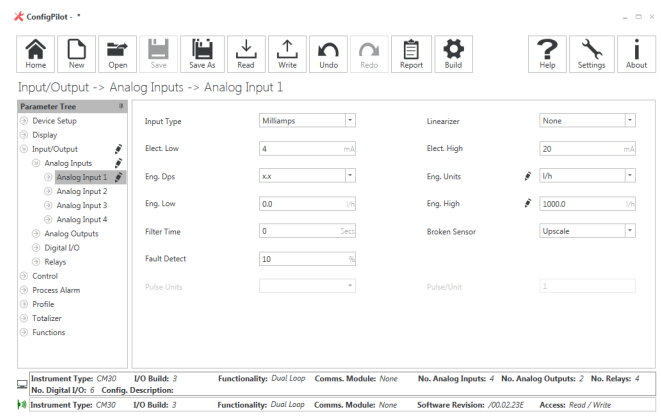 ConfigPilot - *
Home New Open Save Save As Read Write Undo Redo Report Build Help Settings About
Input/Output -> Analog Inputs -> Analog Input 1
Parameter Tree
Device Setup
Display
Input/Output
Analog Inputs
Analog Input 1
Analog Input 2
Analog Input 3
Analog Input 4
Analog Outputs
Digital I/O
Relays
Control
Process Alarm
Profile
Totalizer
Functions
Input Type Milliamps Linearizer None
Elect. Low 4 mA Elect. High 20 mA
Eng. Dps x.x Eng. Units l/h
Eng. Low 0.0 l/h Eng. High 1000.0 l/h
Filter Time 0 Secs Broken Sensor Upscale
Fault Detect 10 %
Pulse Units Pulse/Unit 1
Instrument Type: CM30 I/O Build: 3 Functionality: Dual Loop Comms. Module: None No. Analog Inputs: 4 No. Analog Outputs: 2 No. Relays: 4
No. Digital I/O: 6 Config. Description:
Instrument Type: CM30 I/O Build: 3 Functionality: Dual Loop Comms. Module: None Software Revision: /00.02.23E Access: Read / Write